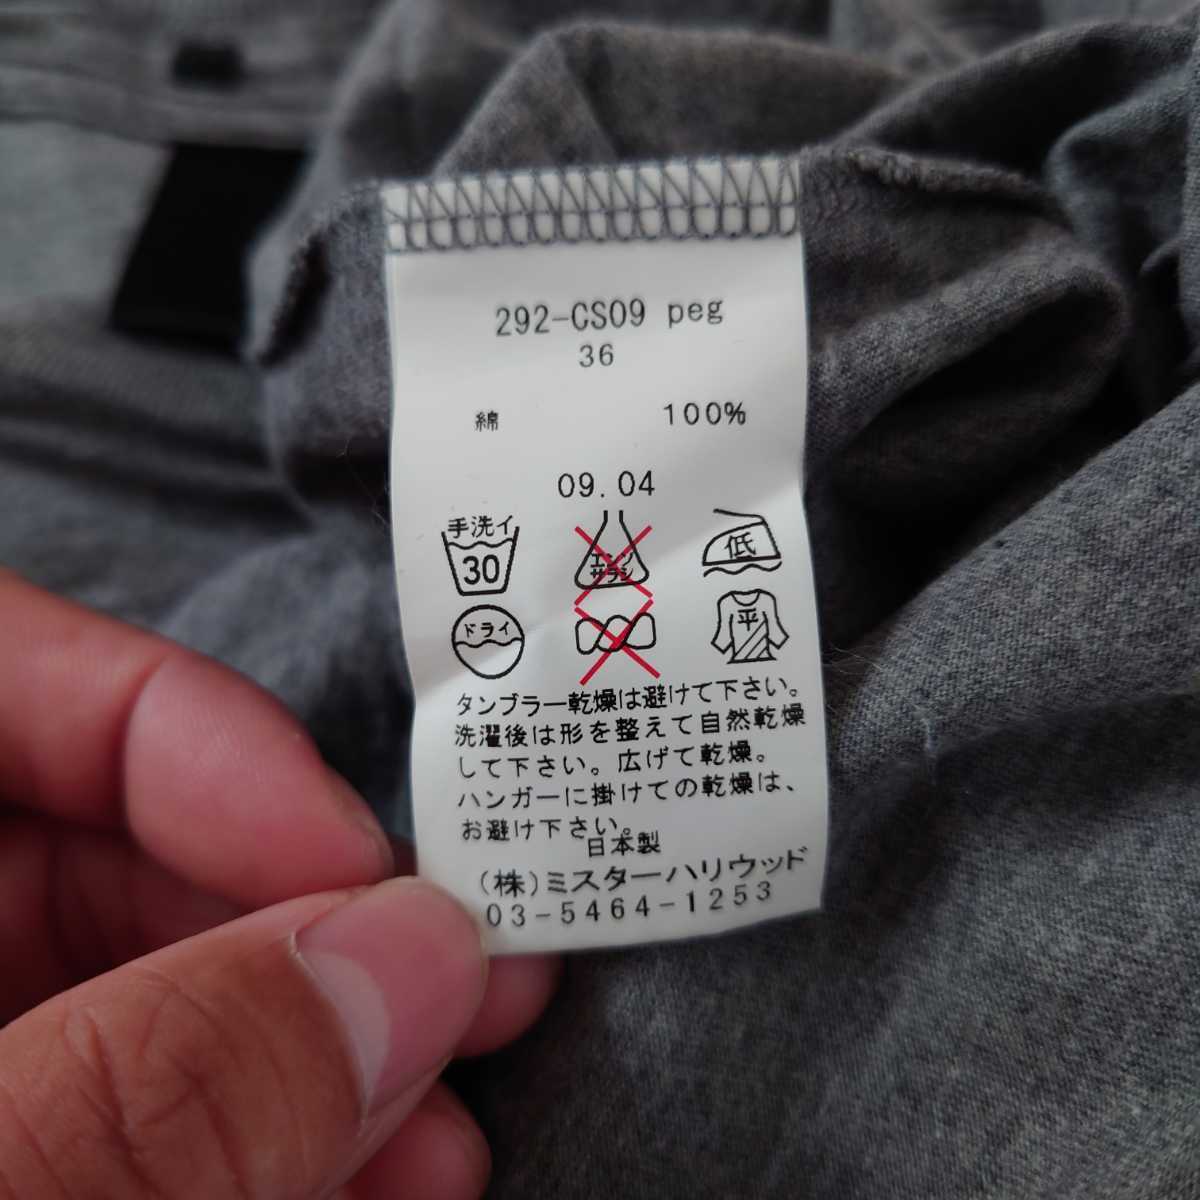 292-CS09 peg
36
綿 100%
09.04
手洗イ エンソ 低
30 サラシ
ドライ 平
タンブラー乾燥は避けて下さい。
洗濯後は形を整えて自然乾燥
して下さい。広げて乾燥。
ハンガーに掛けての乾燥は、
お避け下さい。
日本製
(株)ミスターハリウッド
03-5464-1253